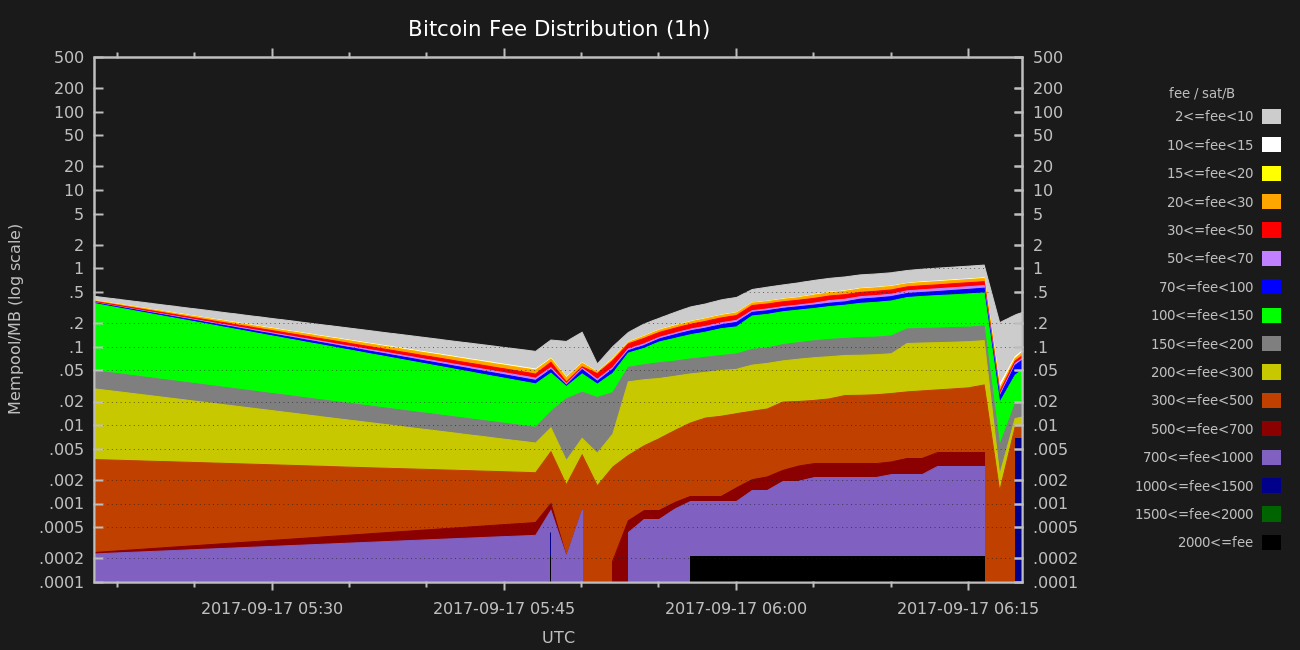 Bitcoin Fee Distribution (1h)
Mempool/MB (log scale)
500
200
100
50
20
10
5
2
1
.5
.2
.1
.05
.02
.01
.005
.002
.001
.0005
.0002
.0001
500
200
100
50
20
10
5
2
1
.5
.2
.1
.05
.02
.01
.005
.002
.001
.0005
.0002
.0001
2017-09-17 05:30
2017-09-17 05:45
2017-09-17 06:00
2017-09-17 06:15
UTC
fee / sat/B
2<=fee<10
10<=fee<15
15<=fee<20
20<=fee<30
30<=fee<50
50<=fee<70
70<=fee<100
100<=fee<150
150<=fee<200
200<=fee<300
300<=fee<500
500<=fee<700
700<=fee<1000
1000<=fee<1500
1500<=fee<2000
2000<=fee